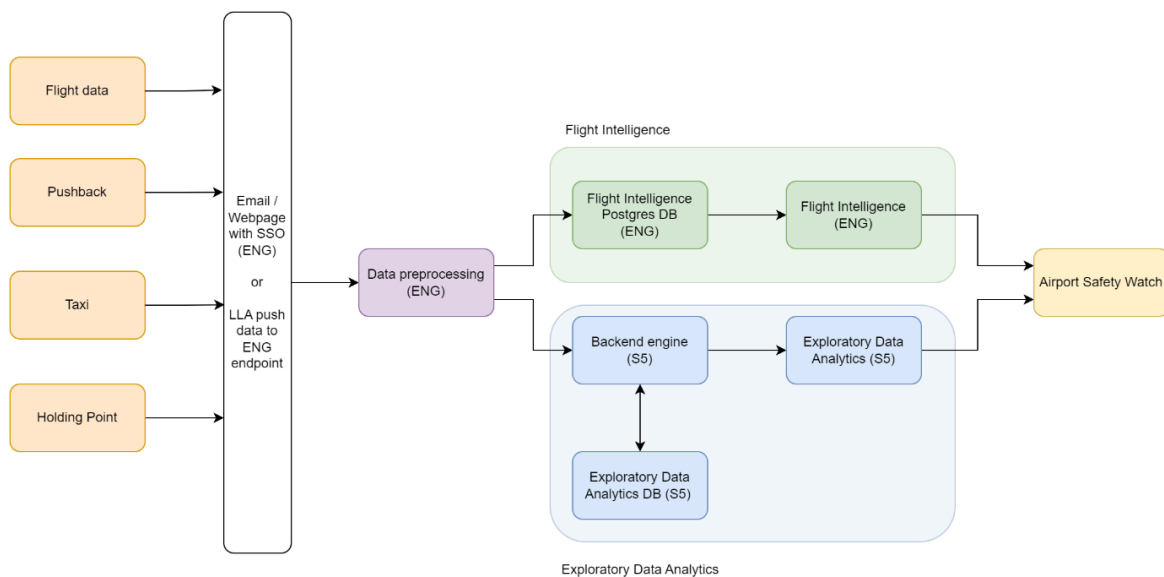 Flight data
Pushback
Taxi
Holding Point
Email /
Webpage
with SSO
(ENG)
or
LLA push
data to
ENG
endpoint
Data preprocessing
(ENG)
Flight Intelligence
Flight Intelligence
Postgres DB
(ENG)
Flight Intelligence
(ENG)
Backend engine
(S5)
Exploratory Data
Analytics (S5)
Exploratory Data
Analytics DB (S5)
Exploratory Data Analytics
Airport Safety Watch